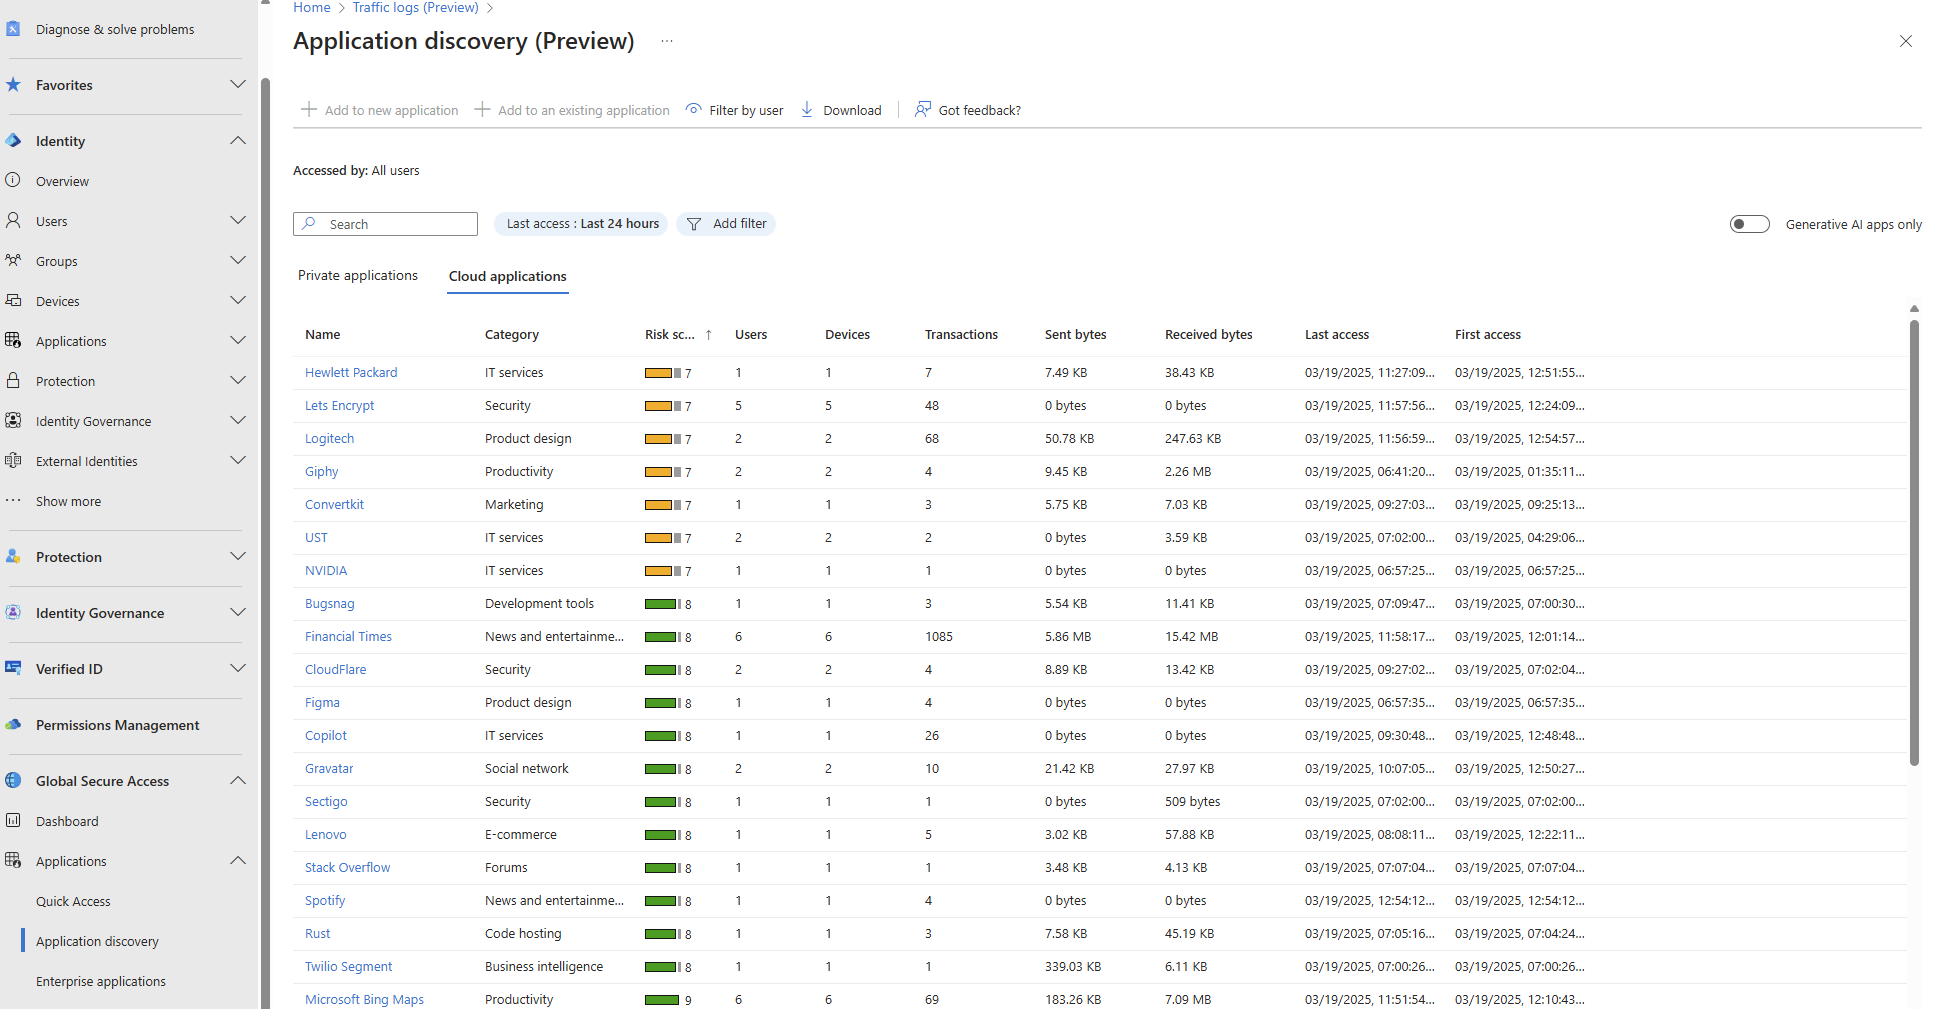 Diagnose & solve problems
Favorites
Identity
Overview
Users
Groups
Devices
Applications
Protection
Identity Governance
External Identities
Show more
Protection
Identity Governance
Verified ID
Permissions Management
Global Secure Access
Dashboard
Applications
Quick Access
Application discovery
Enterprise applications
Home > Traffic logs (Preview) >
Application discovery (Preview) ...
Add to new application Add to an existing application Filter by user Download Got feedback?
Accessed by: All users
Search Last access : Last 24 hours Add filter Generative AI apps only
Private applications Cloud applications
Name Category Risk sc... ↑ Users Devices Transactions Sent bytes Received bytes Last access First access
Hewlett Packard IT services 7 1 1 7 7.49 KB 38.43 KB 03/19/2025, 11:27:09... 03/19/2025, 12:51:55...
Lets Encrypt Security 7 5 5 48 0 bytes 0 bytes 03/19/2025, 11:57:56... 03/19/2025, 12:24:09...
Logitech Product design 7 2 2 68 50.78 KB 247.63 KB 03/19/2025, 11:56:59... 03/19/2025, 12:54:57...
Giphy Productivity 7 2 2 4 9.45 KB 2.26 MB 03/19/2025, 06:41:20... 03/19/2025, 01:35:11...
Convertkit Marketing 7 1 1 3 5.75 KB 7.03 KB 03/19/2025, 09:27:03... 03/19/2025, 09:25:13...
UST IT services 7 2 2 2 0 bytes 3.59 KB 03/19/2025, 07:02:00... 03/19/2025, 04:29:06...
NVIDIA IT services 7 1 1 1 0 bytes 0 bytes 03/19/2025, 06:57:25... 03/19/2025, 06:57:25...
Bugsnag Development tools 8 1 1 3 5.54 KB 11.41 KB 03/19/2025, 07:09:47... 03/19/2025, 07:00:30...
Financial Times News and entertainme... 8 6 6 1085 5.86 MB 15.42 MB 03/19/2025, 11:58:17... 03/19/2025, 12:01:14...
CloudFlare Security 8 2 2 4 8.89 KB 13.42 KB 03/19/2025, 09:27:02... 03/19/2025, 07:02:04...
Figma Product design 8 1 1 4 0 bytes 0 bytes 03/19/2025, 06:57:35... 03/19/2025, 06:57:35...
Copilot IT services 8 1 1 26 0 bytes 0 bytes 03/19/2025, 09:30:48... 03/19/2025, 12:48:48...
Gravatar Social network 8 2 2 10 21.42 KB 27.97 KB 03/19/2025, 10:07:05... 03/19/2025, 12:50:27...
Sectigo Security 8 1 1 1 0 bytes 509 bytes 03/19/2025, 07:02:00... 03/19/2025, 07:02:00...
Lenovo E-commerce 8 1 1 5 3.02 KB 57.88 KB 03/19/2025, 08:08:11... 03/19/2025, 12:22:11...
Stack Overflow Forums 8 1 1 1 3.48 KB 4.13 KB 03/19/2025, 07:07:04... 03/19/2025, 07:07:04...
Spotify News and entertainme... 8 1 1 4 0 bytes 0 bytes 03/19/2025, 12:54:12... 03/19/2025, 12:54:12...
Rust Code hosting 8 1 1 3 7.58 KB 45.19 KB 03/19/2025, 07:05:16... 03/19/2025, 07:04:24...
Twilio Segment Business intelligence 8 1 1 1 339.03 KB 6.11 KB 03/19/2025, 07:00:26... 03/19/2025, 07:00:26...
Microsoft Bing Maps Productivity 9 6 6 69 183.26 KB 7.09 MB 03/19/2025, 11:51:54... 03/19/2025, 12:10:43...